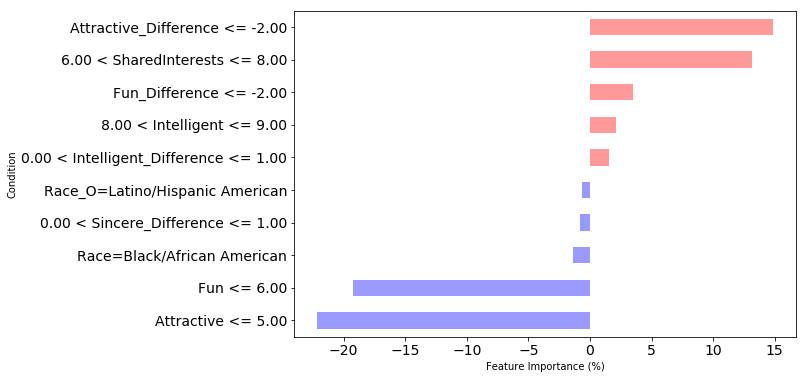 Attractive_Difference <= -2.00
6.00 < SharedInterests <= 8.00
Fun_Difference <= -2.00
8.00 < Intelligent <= 9.00
0.00 < Intelligent_Difference <= 1.00
Race_O=Latino/Hispanic American
0.00 < Sincere_Difference <= 1.00
Race=Black/African American
Fun <= 6.00
Attractive <= 5.00
Condition
−20 −15 −10 −5 0 5 10 15
Feature Importance (%)